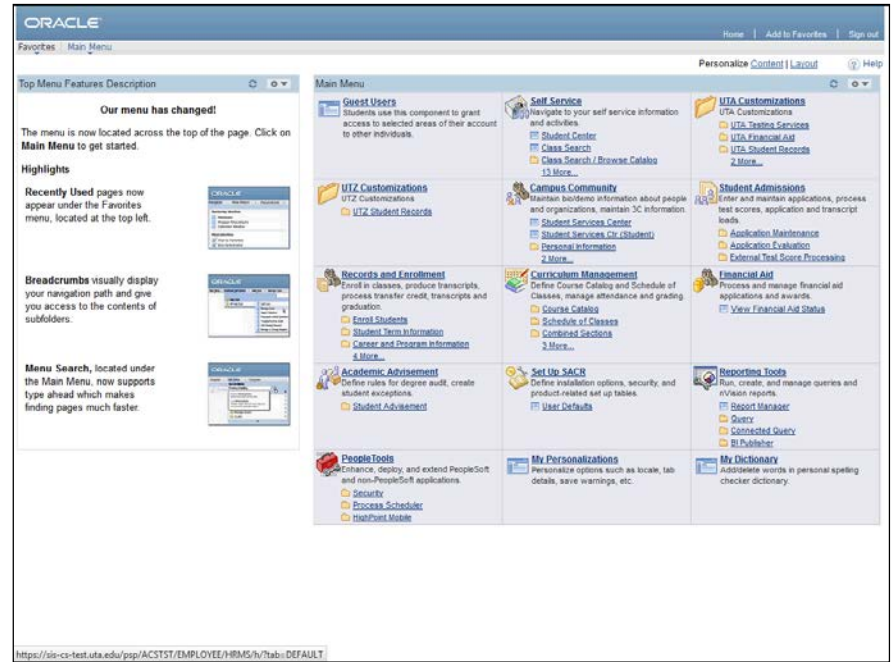 ORACLE
Home | Add to Favorites | Sign out
Favorites Main Menu
Personalize Content | Layout Help
Top Menu Features Description
Our menu has changed!
The menu is now located across the top of the page. Click on
Main Menu to get started.
Highlights
Recently Used pages now
appear under the Favorites
menu, located at the top left.
Breadcrumbs visually display
your navigation path and give
you access to the contents of
subfolders.
Menu Search, located under
the Main Menu, now supports
type ahead which makes
finding pages much faster.
Main Menu
Guest Users
Students use this component to grant
access to selected areas of their account
to other individuals.
Self Service
Navigate to your self service information
and activities.
Student Center
Class Search
Class Search / Browse Catalog
13 More...
UTA Customizations
UTA Customizations
UTA Testing Services
UTA Financial Aid
UTA Student Records
2 More...
UTZ Customizations
UTZ Customizations
UTZ Student Records
Campus Community
Maintain bio/demo information about people
and organizations, maintain 3C information.
Student Services Center
Student Services Ctr (Student)
Personal Information
2 More...
Student Admissions
Enter and maintain applications, process
test scores, application and transcript
loads.
Application Maintenance
Application Evaluation
External Test Score Processing
Records and Enrollment
Enroll in classes, produce transcripts,
process transfer credit, transcripts and
graduation.
Enroll Students
Student Term Information
Career and Program Information
4 More...
Curriculum Management
Define Course Catalog and Schedule of
Classes, manage attendance and grading.
Course Catalog
Schedule of Classes
Combined Sections
3 More...
Financial Aid
Process and manage financial aid
applications and awards.
View Financial Aid Status
Academic Advisement
Define rules for degree audit, create
student exceptions.
Student Advisement
Set Up SACR
Define installation options, security, and
product-related set up tables.
User Defaults
Reporting Tools
Run, create, and manage queries and
nVision reports.
Report Manager
Query
Connected Query
BI Publisher
PeopleTools
Enhance, deploy, and extend PeopleSoft
and non-PeopleSoft applications.
Security
Process Scheduler
HighPoint Mobile
My Personalizations
Personalize options such as locale, tab
details, save warnings, etc.
My Dictionary
Add/delete words in personal spelling
checker dictionary.
https://sis-cs-test.uta.edu/psp/ACSTST/EMPLOYEE/HRMS/h/?tab=DEFAULT